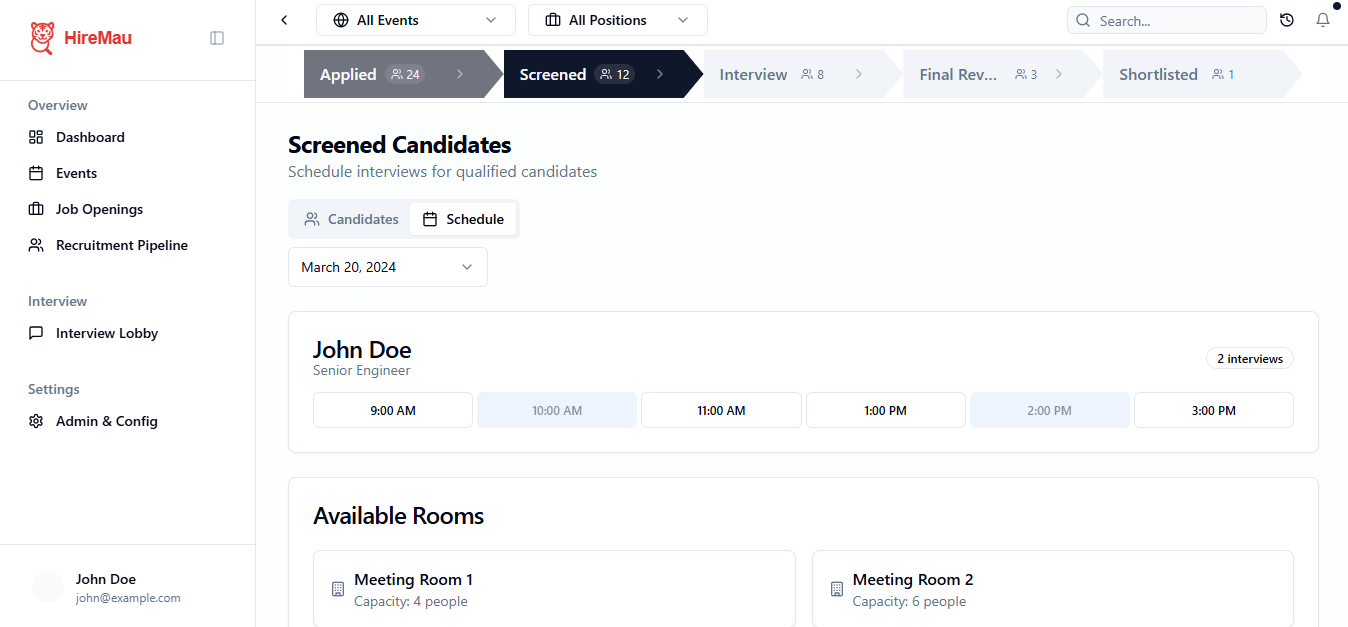 HireMau
All Events
All Positions
Search...
Applied 24
Screened 12
Interview 8
Final Rev... 3
Shortlisted 1
Overview
Dashboard
Events
Job Openings
Recruitment Pipeline
Interview
Interview Lobby
Settings
Admin & Config
John Doe
john@example.com
Screened Candidates
Schedule interviews for qualified candidates
Candidates
Schedule
March 20, 2024
John Doe
Senior Engineer
2 interviews
9:00 AM
10:00 AM
11:00 AM
1:00 PM
2:00 PM
3:00 PM
Available Rooms
Meeting Room 1
Capacity: 4 people
Meeting Room 2
Capacity: 6 people